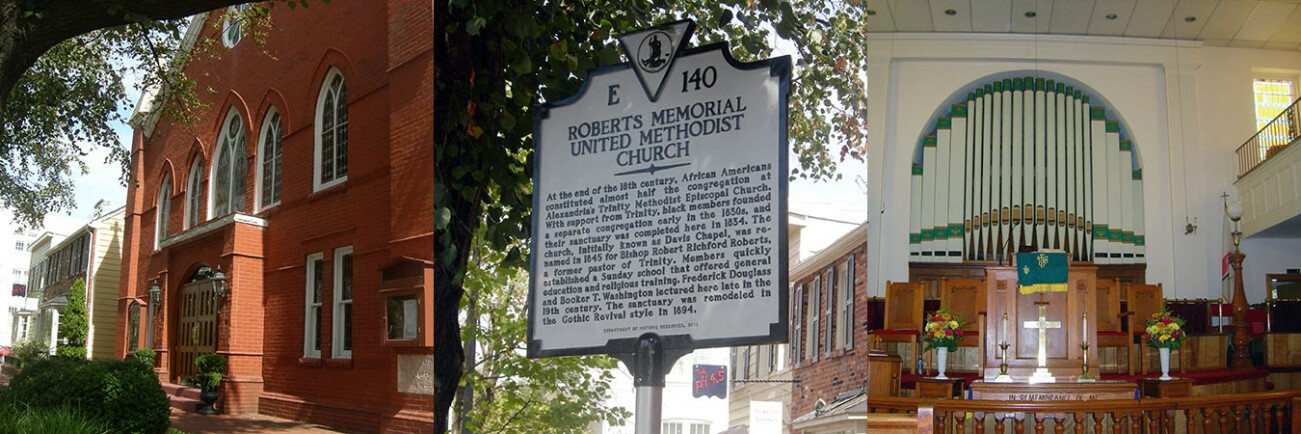 E 140
ROBERTS MEMORIAL
UNITED METHODIST
CHURCH
At the end of the 18th century, African Americans
constituted almost half the congregation at
Alexandria's Trinity Methodist Episcopal Church.
With support from Trinity, black members founded
a separate congregation early in the 1830s, and
their sanctuary was completed here in 1834. The
church, initially known as Davis Chapel, was re-
named in 1845 for Bishop Robert Richford Roberts,
a former pastor of Trinity. Members quickly
established a Sunday school that offered general
education and religious training. Frederick Douglass
and Booker T. Washington lectured here late in the
19th century. The sanctuary was remodeled in
the Gothic Revival style in 1894.
DEPARTMENT OF HISTORIC RESOURCES, 2011
4.5
IN REMEMBRANCE OF ME